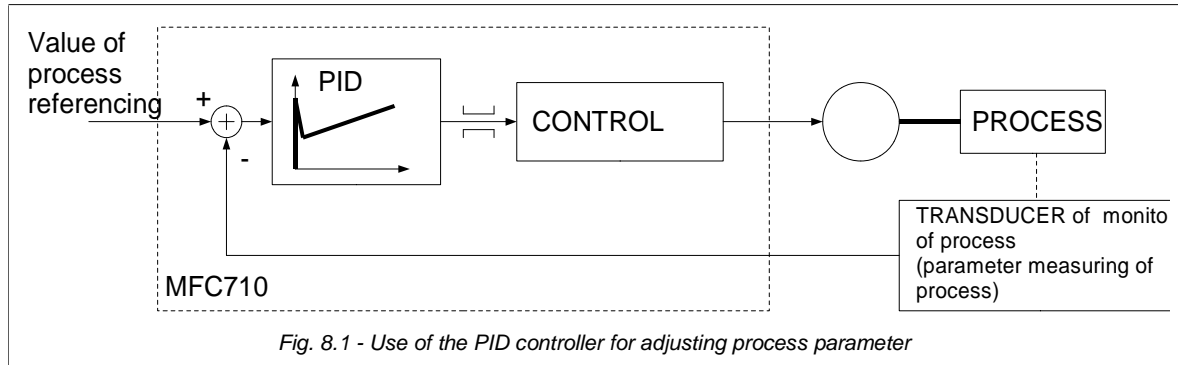 Value of
process
referencing
+
-
PID
CONTROL
PROCESS
TRANSDUCER of monito
of process
(parameter measuring of
process)
MFC710
Fig. 8.1 - Use of the PID controller for adjusting process parameter